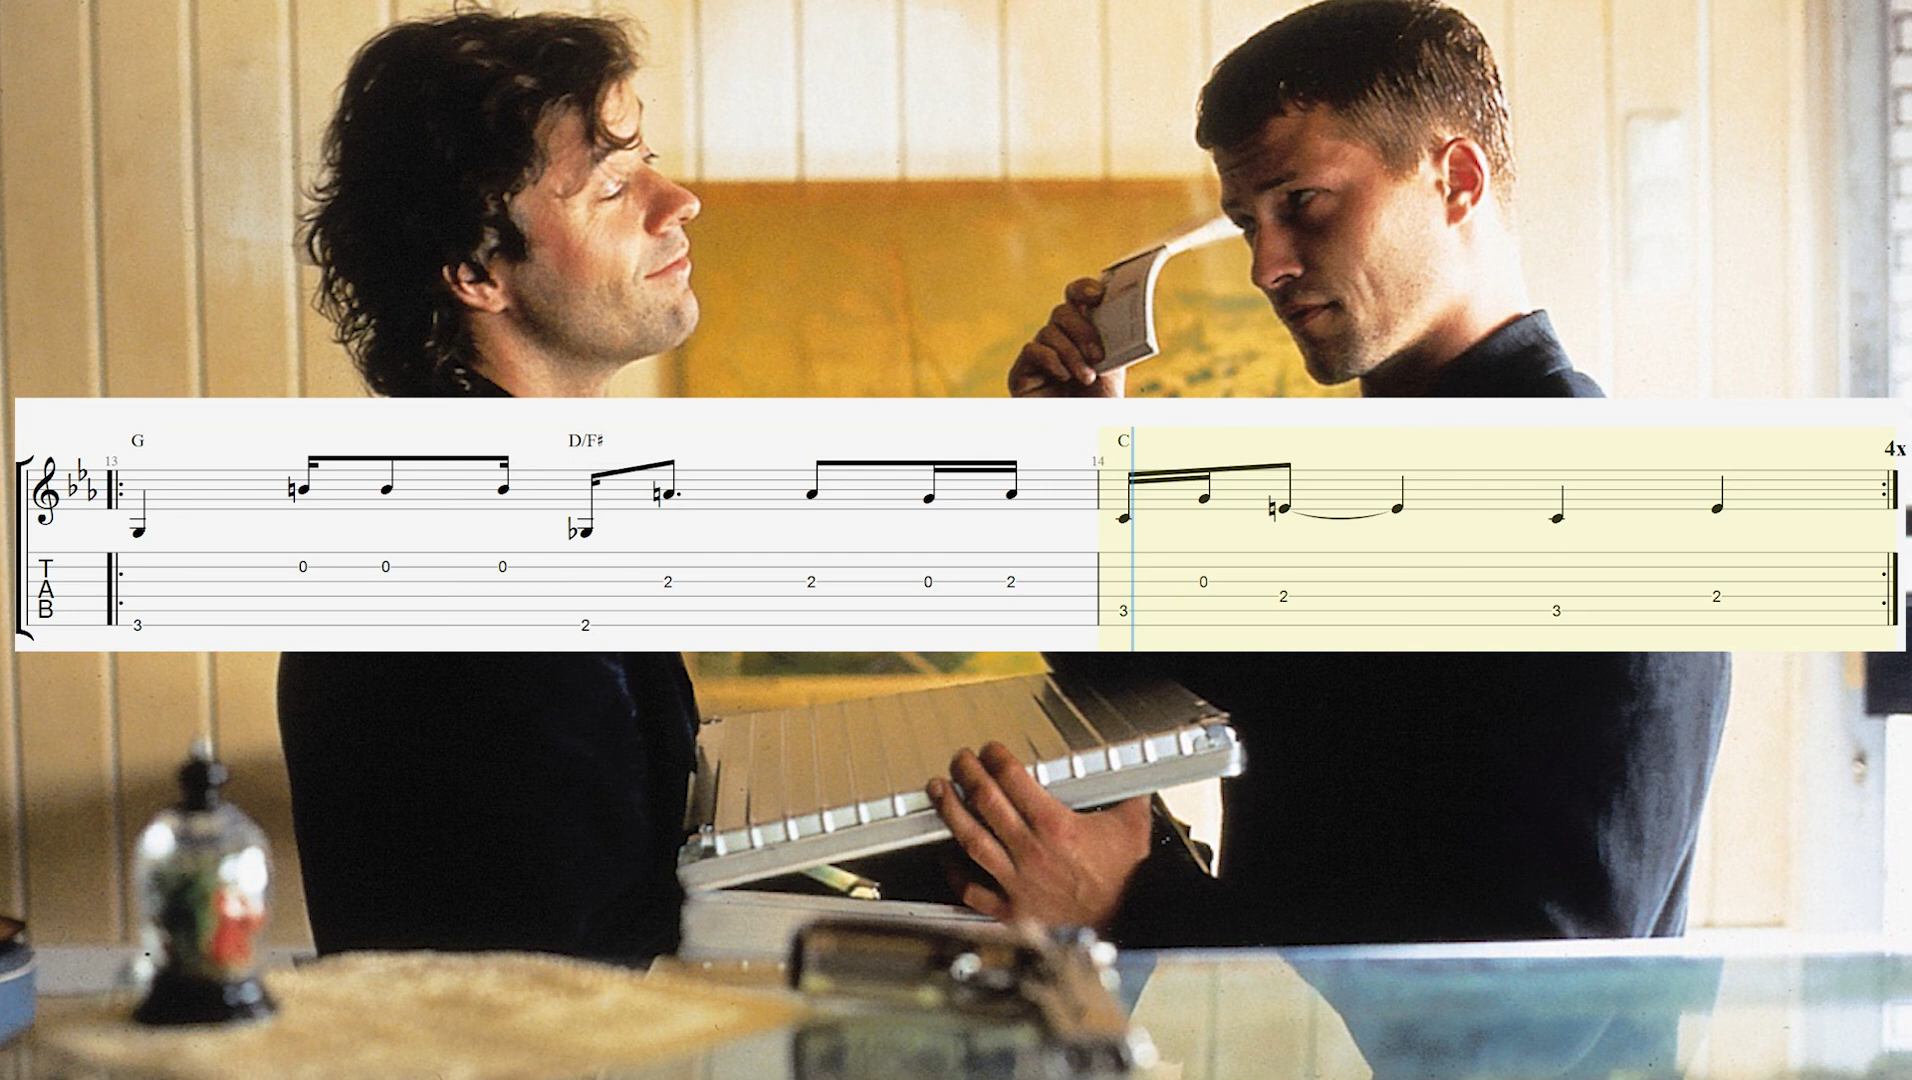 G D/F♯ C
13 14 4x
T 0 0 0
A 2 2 0 2 0
2 2
B 3 3
3 2